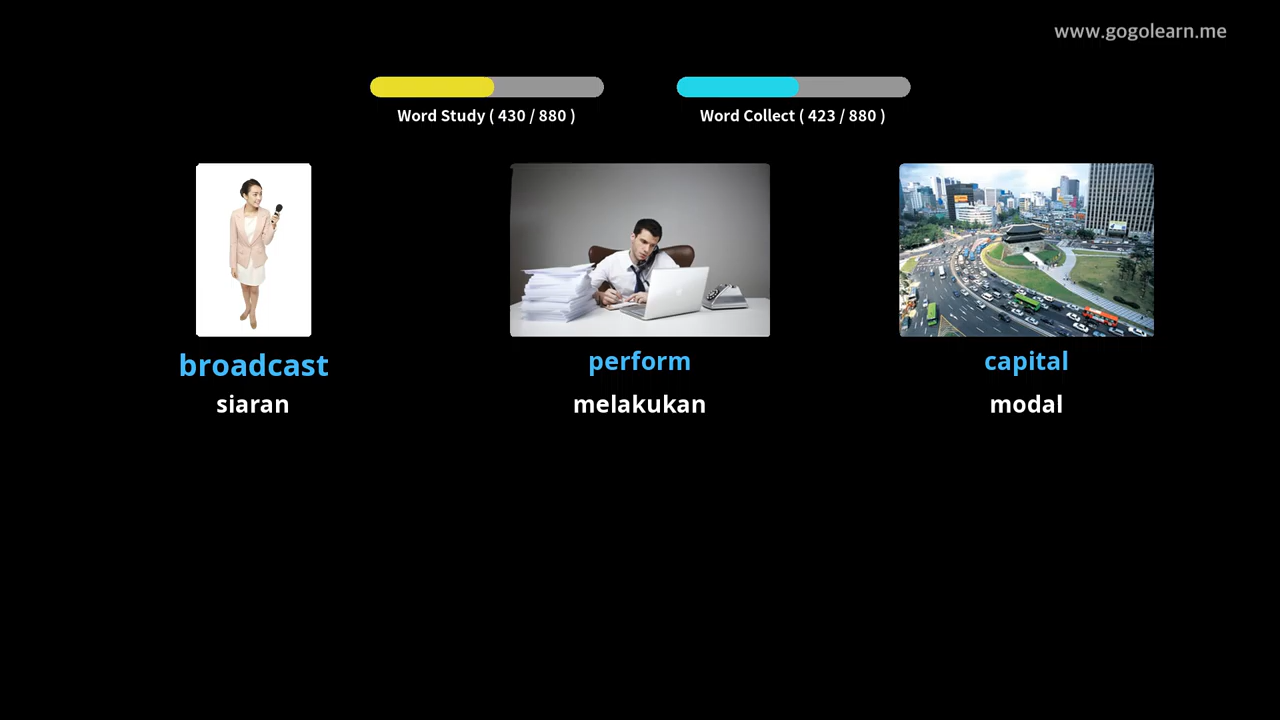 www.gogolearn.me
Word Study ( 430 / 880 )
Word Collect ( 423 / 880 )
broadcast
siaran
perform
melakukan
capital
modal